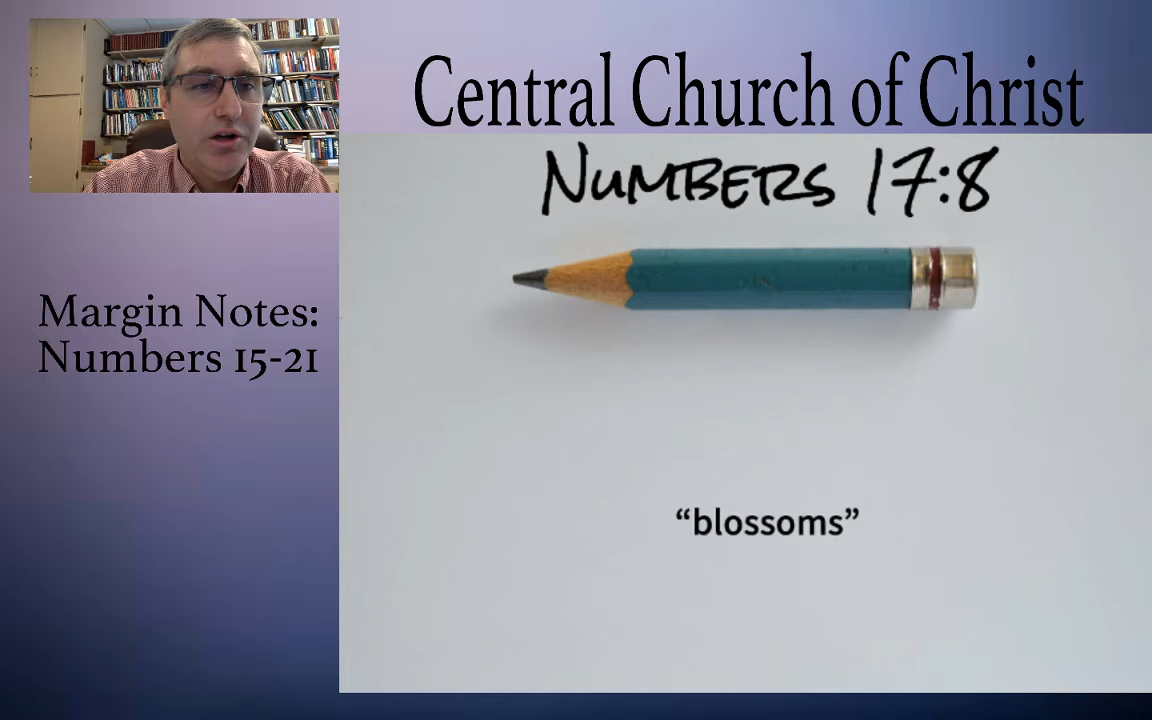 Central Church of Christ
Numbers 17:8
Margin Notes:
Numbers 15-21
“blossoms”